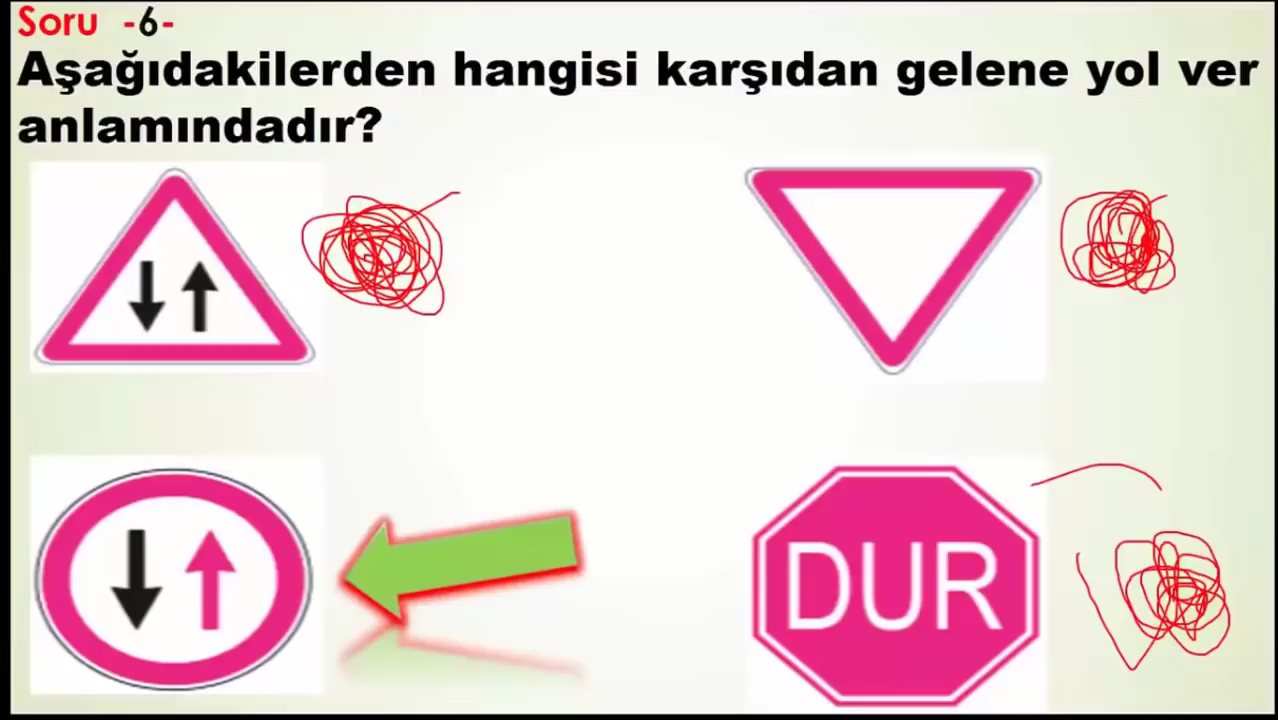 Soru -6-
Aşağıdakilerden hangisi karşıdan gelene yol ver
anlamındadır?
DUR